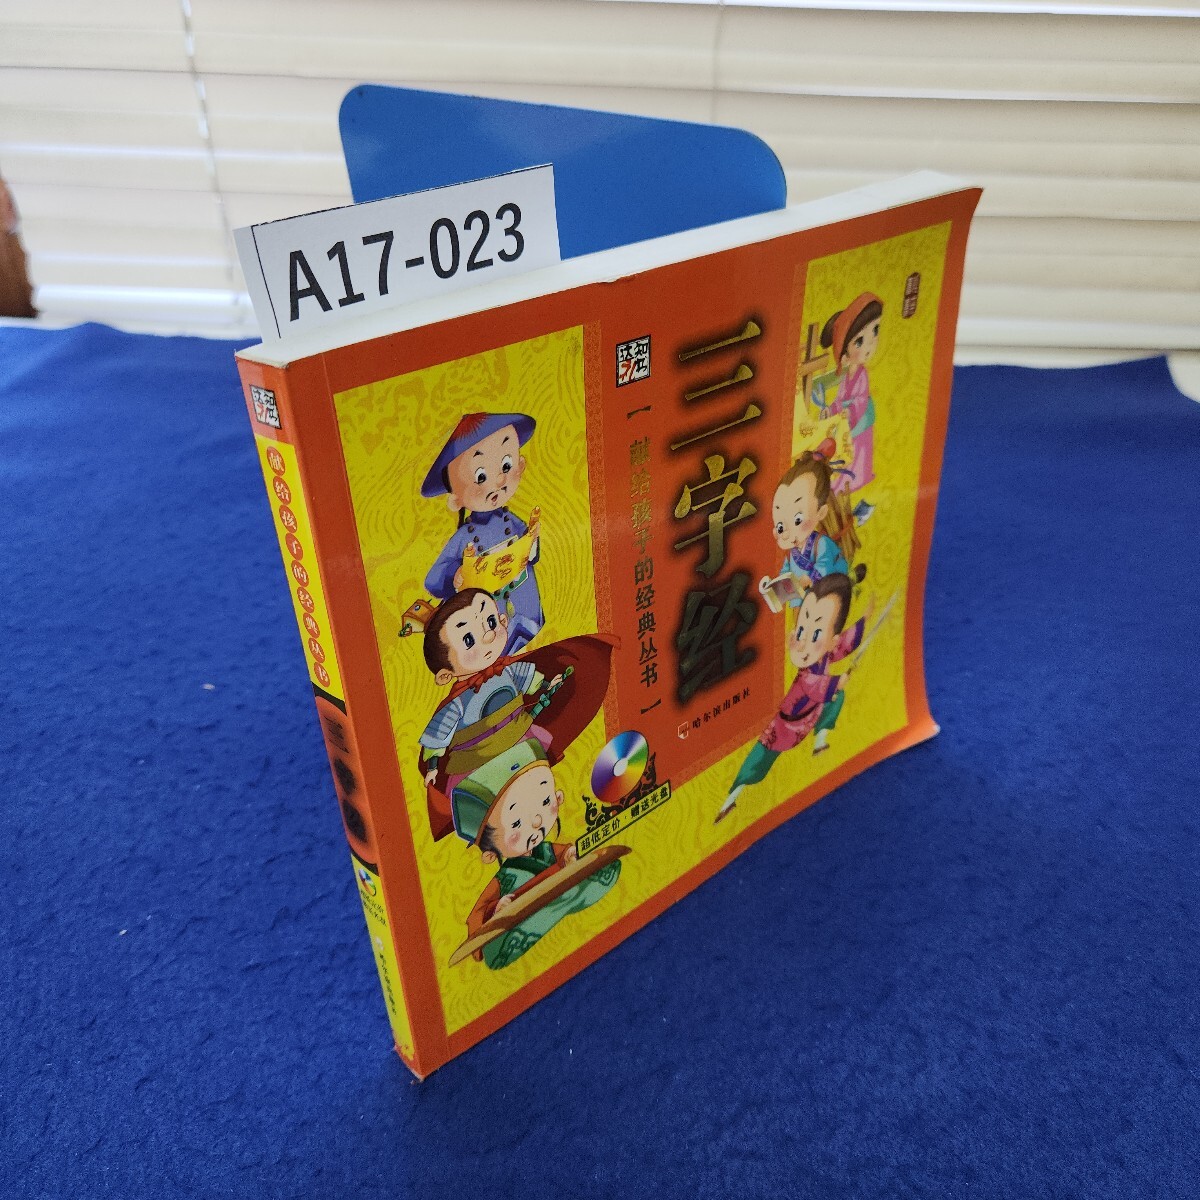 A17-023
三字经
【献给孩子的经典丛书】
哈尔滨出版社
超低定价·赠送光盘
献给孩子的经典丛书
三字经